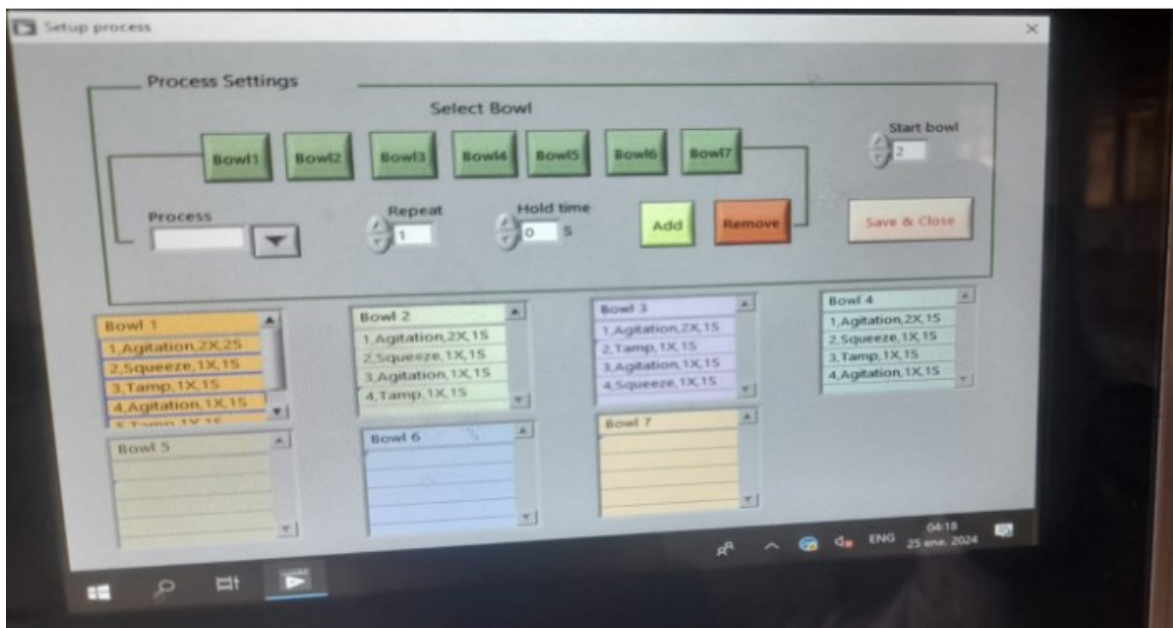 Setup process
Process Settings
Select Bowl
Start bowl
Bowl1 Bowl2 Bowl3 Bowl4 Bowl5 Bowl6 Bowl7
2
Process
Repeat
Hold time
1
0 S
Add
Remove
Save & Close
Bowl 1
1,Agitation,2X,2S
2,Squeeze,1X,1S
3,Tamp,1X,1S
4,Agitation,1X,1S
5,Tamp,1X,1S
Bowl 2
1,Agitation,2X,1S
2,Squeeze,1X,1S
3,Agitation,1X,1S
4,Tamp,1X,1S
Bowl 3
1,Agitation,2X,1S
2,Tamp,1X,1S
3,Agitation,1X,1S
4,Squeeze,1X,1S
Bowl 4
1,Agitation,2X,1S
2,Squeeze,1X,1S
3,Tamp,1X,1S
4,Agitation,1X,1S
Bowl 5
Bowl 6
Bowl 7
ENG
04:18
25 ene. 2024